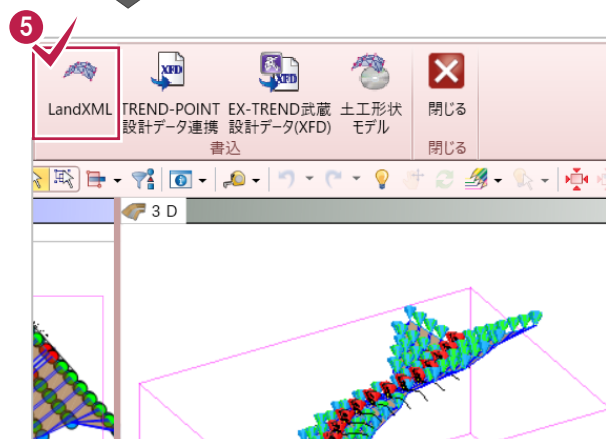 5
XFD
XFD
LandXML TREND-POINT EX-TREND武蔵 土工形状 閉じる
設計データ連携 設計データ(XFD) モデル
書込 閉じる
3 D